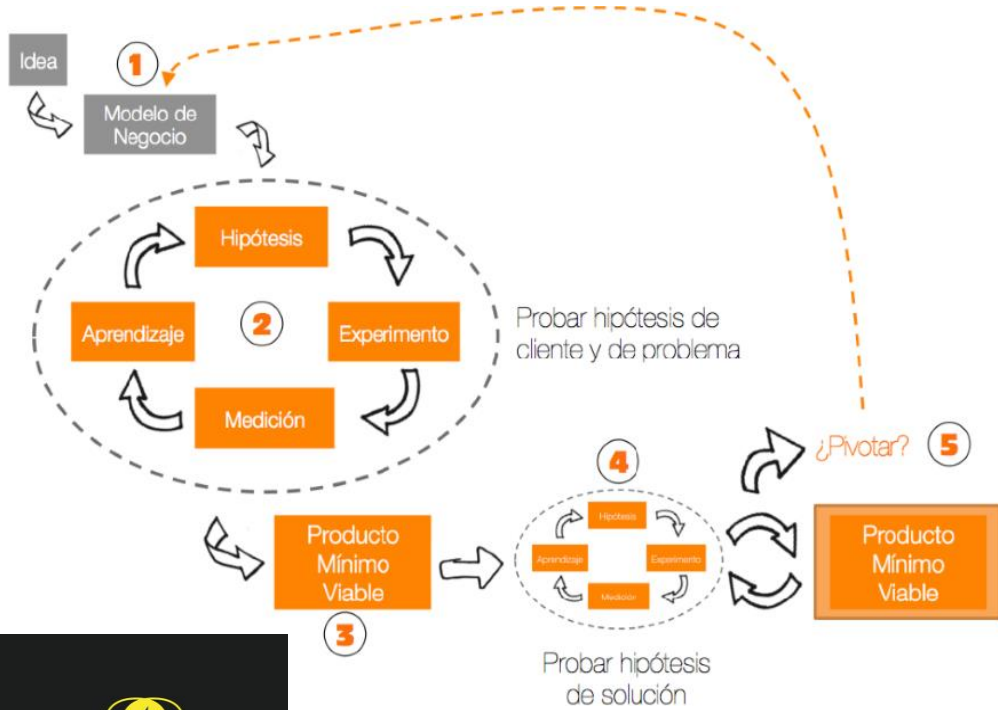 Idea
1
Modelo de
Negocio
Hipótesis
Aprendizaje
2
Experimento
Medición
Probar hipótesis de
cliente y de problema
Producto
Mínimo
Viable
3
4
Hipótesis
Aprendizaje
Experimento
Medición
Probar hipótesis
de solución
¿Pivotar?
5
Producto
Mínimo
Viable